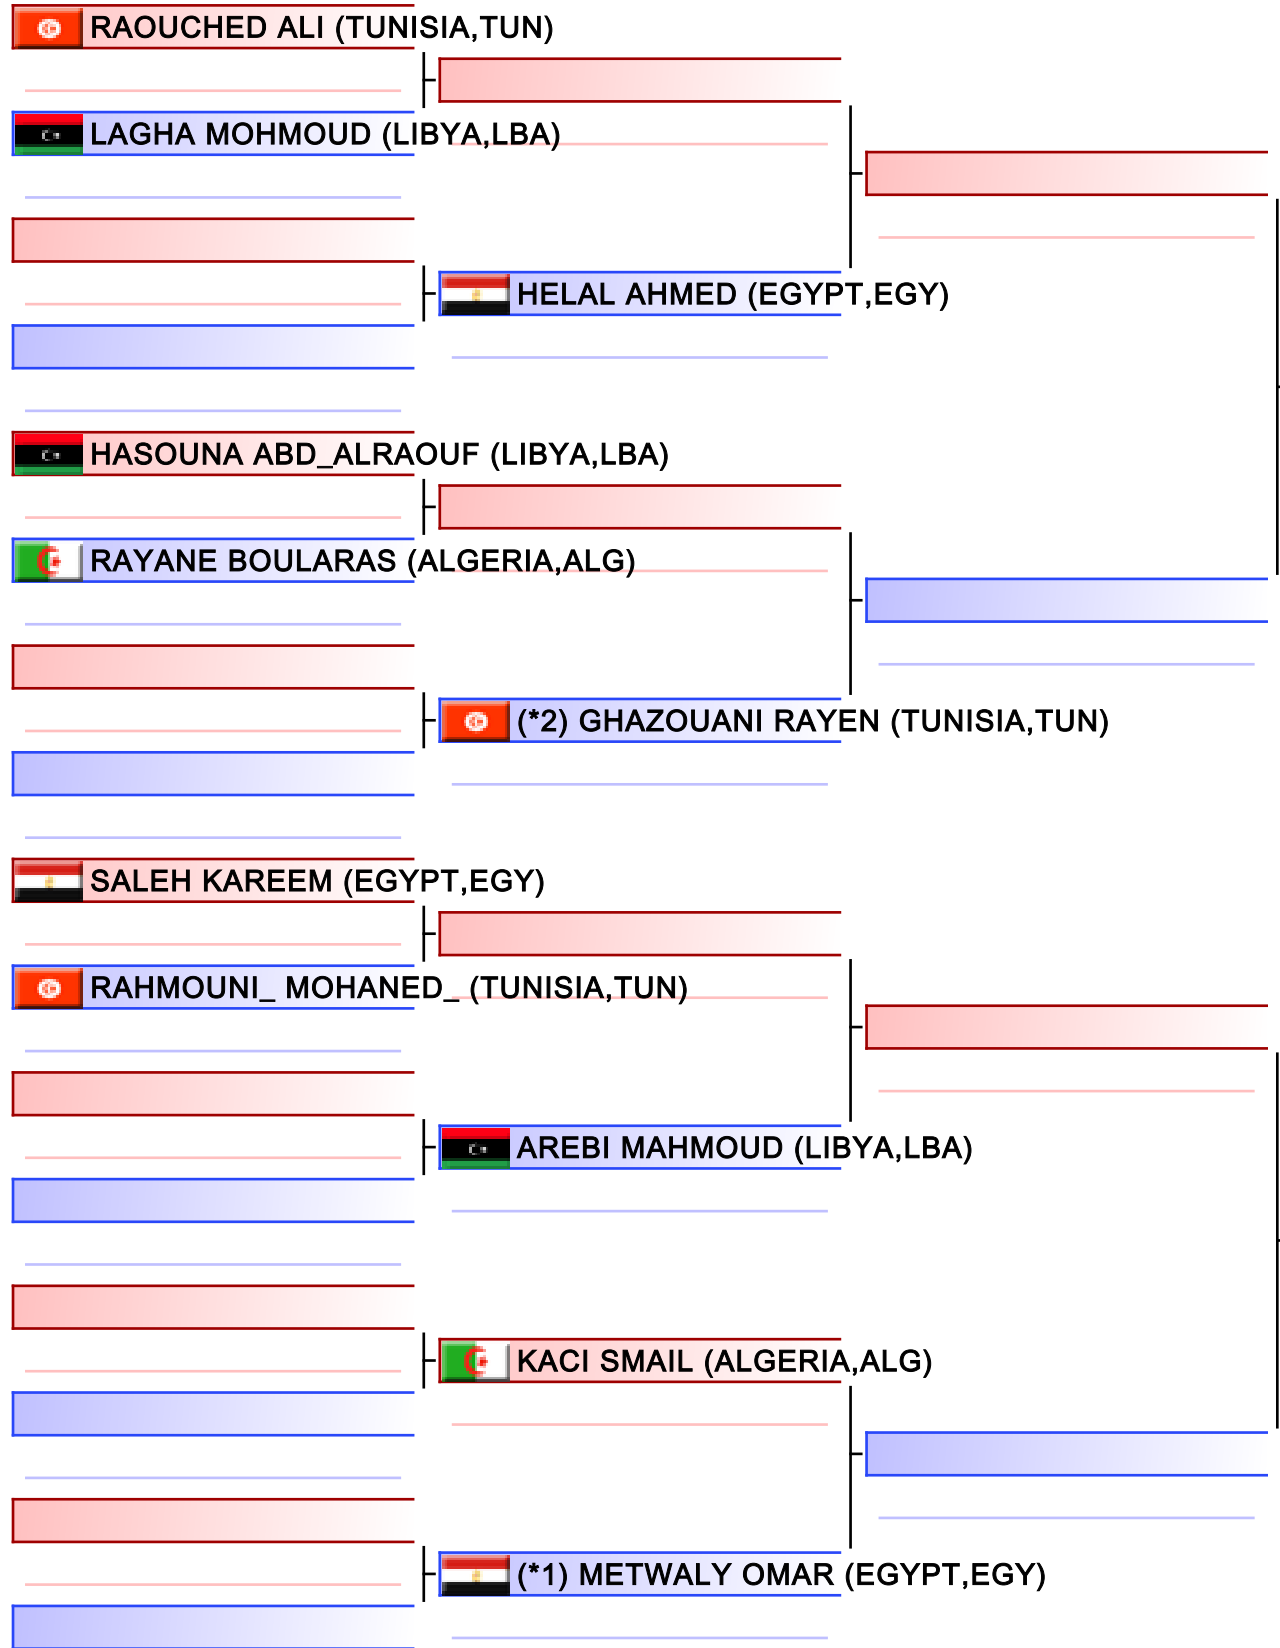 RAOUCHED ALI (TUNISIA,TUN)
LAGHA MOHMOUD (LIBYA,LBA)
HELAL AHMED (EGYPT,EGY)
HASOUNA ABD_ALRAOUF (LIBYA,LBA)
RAYANE BOULARAS (ALGERIA,ALG)
(*2) GHAZOUANI RAYEN (TUNISIA,TUN)
SALEH KAREEM (EGYPT,EGY)
RAHMOUNI_ MOHANED_ (TUNISIA,TUN)
AREBI MAHMOUD (LIBYA,LBA)
KACI SMAIL (ALGERIA,ALG)
(*1) METWALY OMAR (EGYPT,EGY)